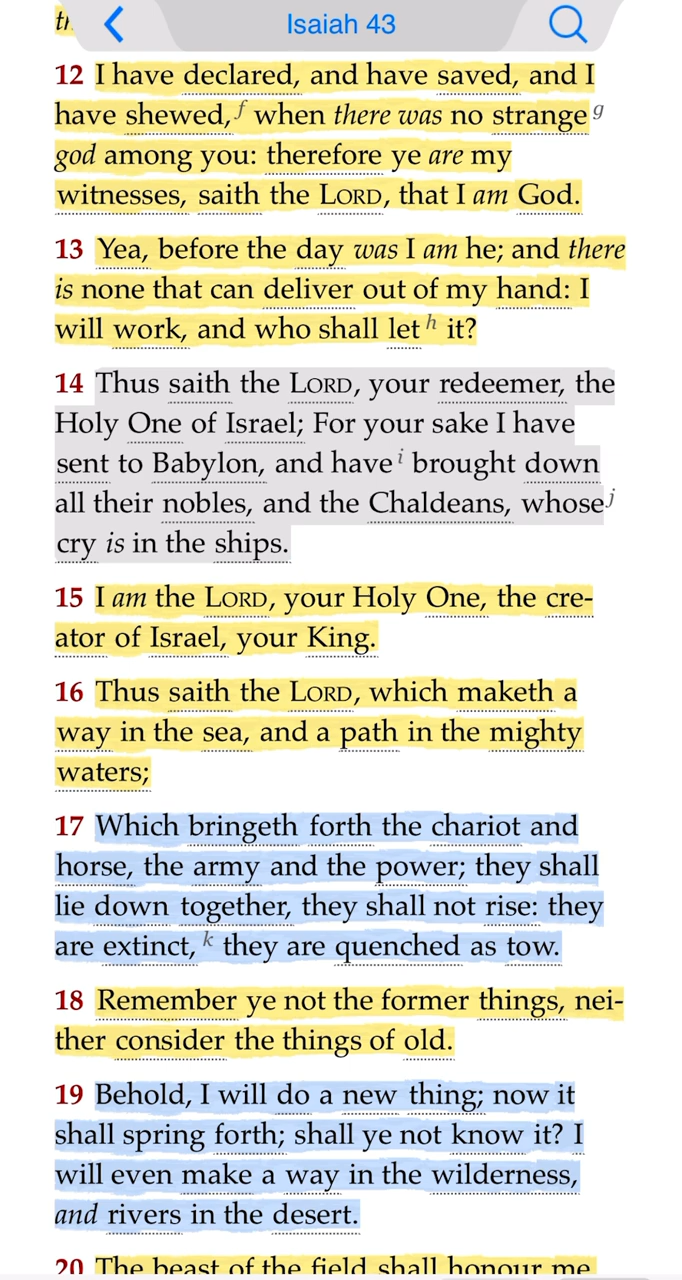 Isaiah 43
12 I have declared, and have saved, and I
have shewed, f when there was no strange g
god among you: therefore ye are my
witnesses, saith the LORD, that I am God.
13 Yea, before the day was I am he; and there
is none that can deliver out of my hand: I
will work, and who shall let h it?
14 Thus saith the LORD, your redeemer, the
Holy One of Israel; For your sake I have
sent to Babylon, and have i brought down
all their nobles, and the Chaldeans, whose j
cry is in the ships.
15 I am the LORD, your Holy One, the cre-
ator of Israel, your King.
16 Thus saith the LORD, which maketh a
way in the sea, and a path in the mighty
waters;
17 Which bringeth forth the chariot and
horse, the army and the power; they shall
lie down together, they shall not rise: they
are extinct, k they are quenched as tow.
18 Remember ye not the former things, nei-
ther consider the things of old.
19 Behold, I will do a new thing; now it
shall spring forth; shall ye not know it? I
will even make a way in the wilderness,
and rivers in the desert.
20 The beast of the field shall honour me